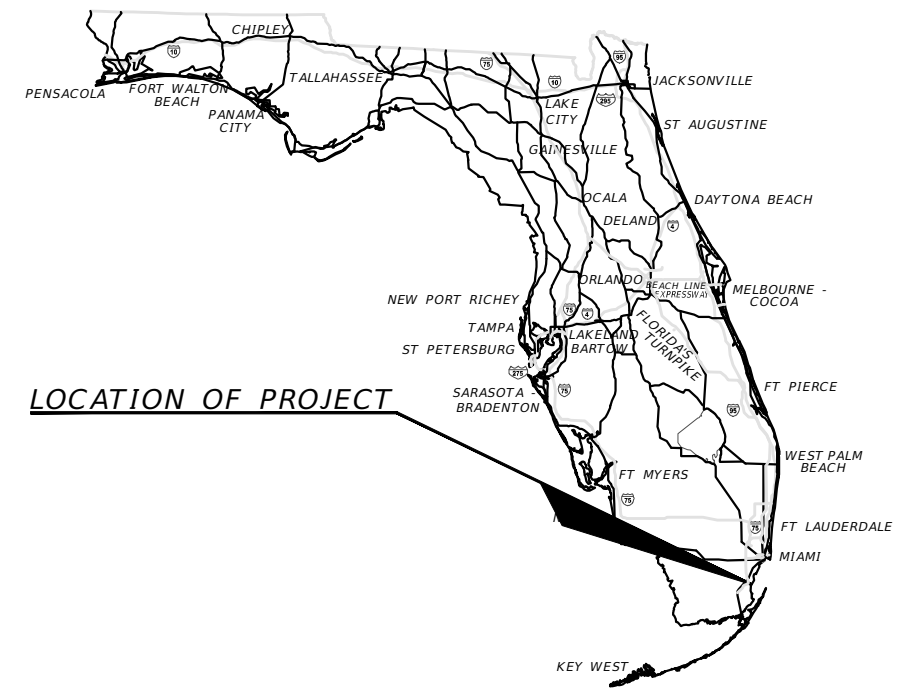 CHIPLEY
10
75
95
PENSACOLA
FORT WALTON
BEACH
TALLAHASSEE
10
JACKSONVILLE
PANAMA
CITY
LAKE
CITY
295
ST AUGUSTINE
GAINESVILLE
OCALA
DAYTONA BEACH
DELAND
4
ORLANDO
BEACH LINE
EXPRESSWAY
MELBOURNE -
COCOA
NEW PORT RICHEY
75
4
TAMPA
LAKELAND
BARTOW
FLORIDA'S
TURNPIKE
ST PETERSBURG
275
SARASOTA -
BRADENTON
75
FT PIERCE
LOCATION OF PROJECT
95
WEST PALM
BEACH
FT MYERS
75
75
FT LAUDERDALE
MIAMI
KEY WEST